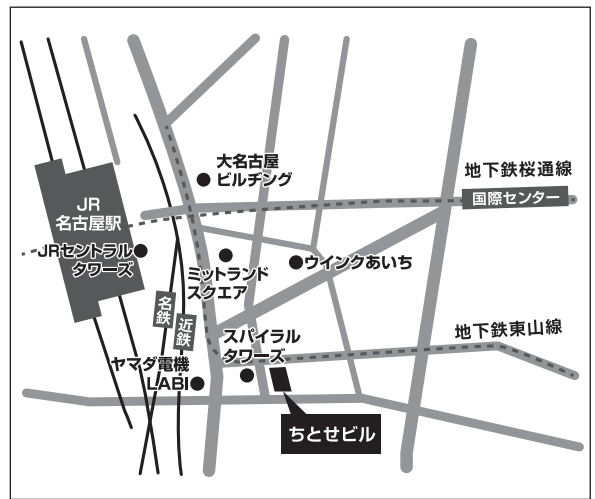 大名古屋
ビルヂング
地下鉄桜通線
国際センター
JR
名古屋駅
JRセントラル
タワーズ
ミットランド
スクエア
ウインクあいち
名鉄
近鉄
スパイラル
タワーズ
地下鉄東山線
ヤマダ電機
LABI
ちとせビル